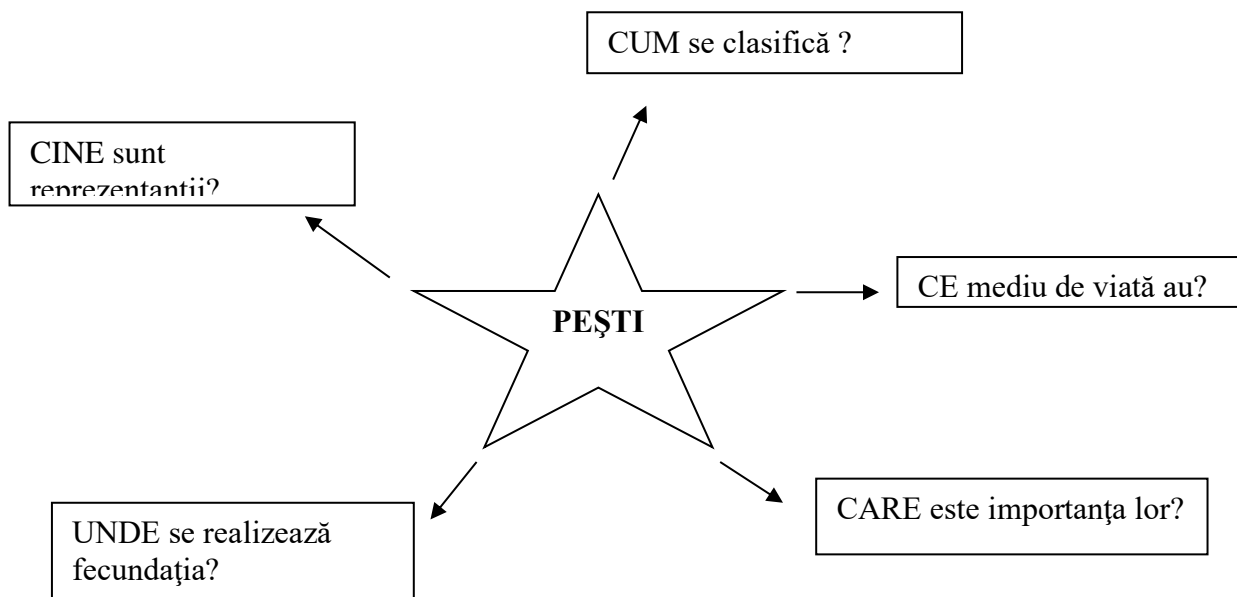 CUM se clasifică ?
CINE sunt
reprezentanţii?
CE mediu de viată au?
PEŞTI
CARE este importanţa lor?
UNDE se realizează
fecundaţia?